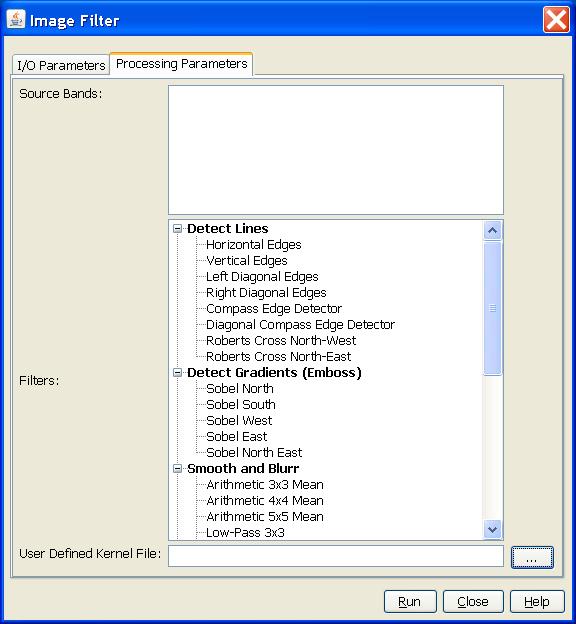 Image Filter
I/O Parameters
Processing Parameters
Source Bands:
Filters:
Detect Lines
Horizontal Edges
Vertical Edges
Left Diagonal Edges
Right Diagonal Edges
Compass Edge Detector
Diagonal Compass Edge Detector
Roberts Cross North-West
Roberts Cross North-East
Detect Gradients (Emboss)
Sobel North
Sobel South
Sobel West
Sobel East
Sobel North East
Smooth and Blurr
Arithmetic 3x3 Mean
Arithmetic 4x4 Mean
Arithmetic 5x5 Mean
Low-Pass 3x3
User Defined Kernel File:
...
Run
Close
Help